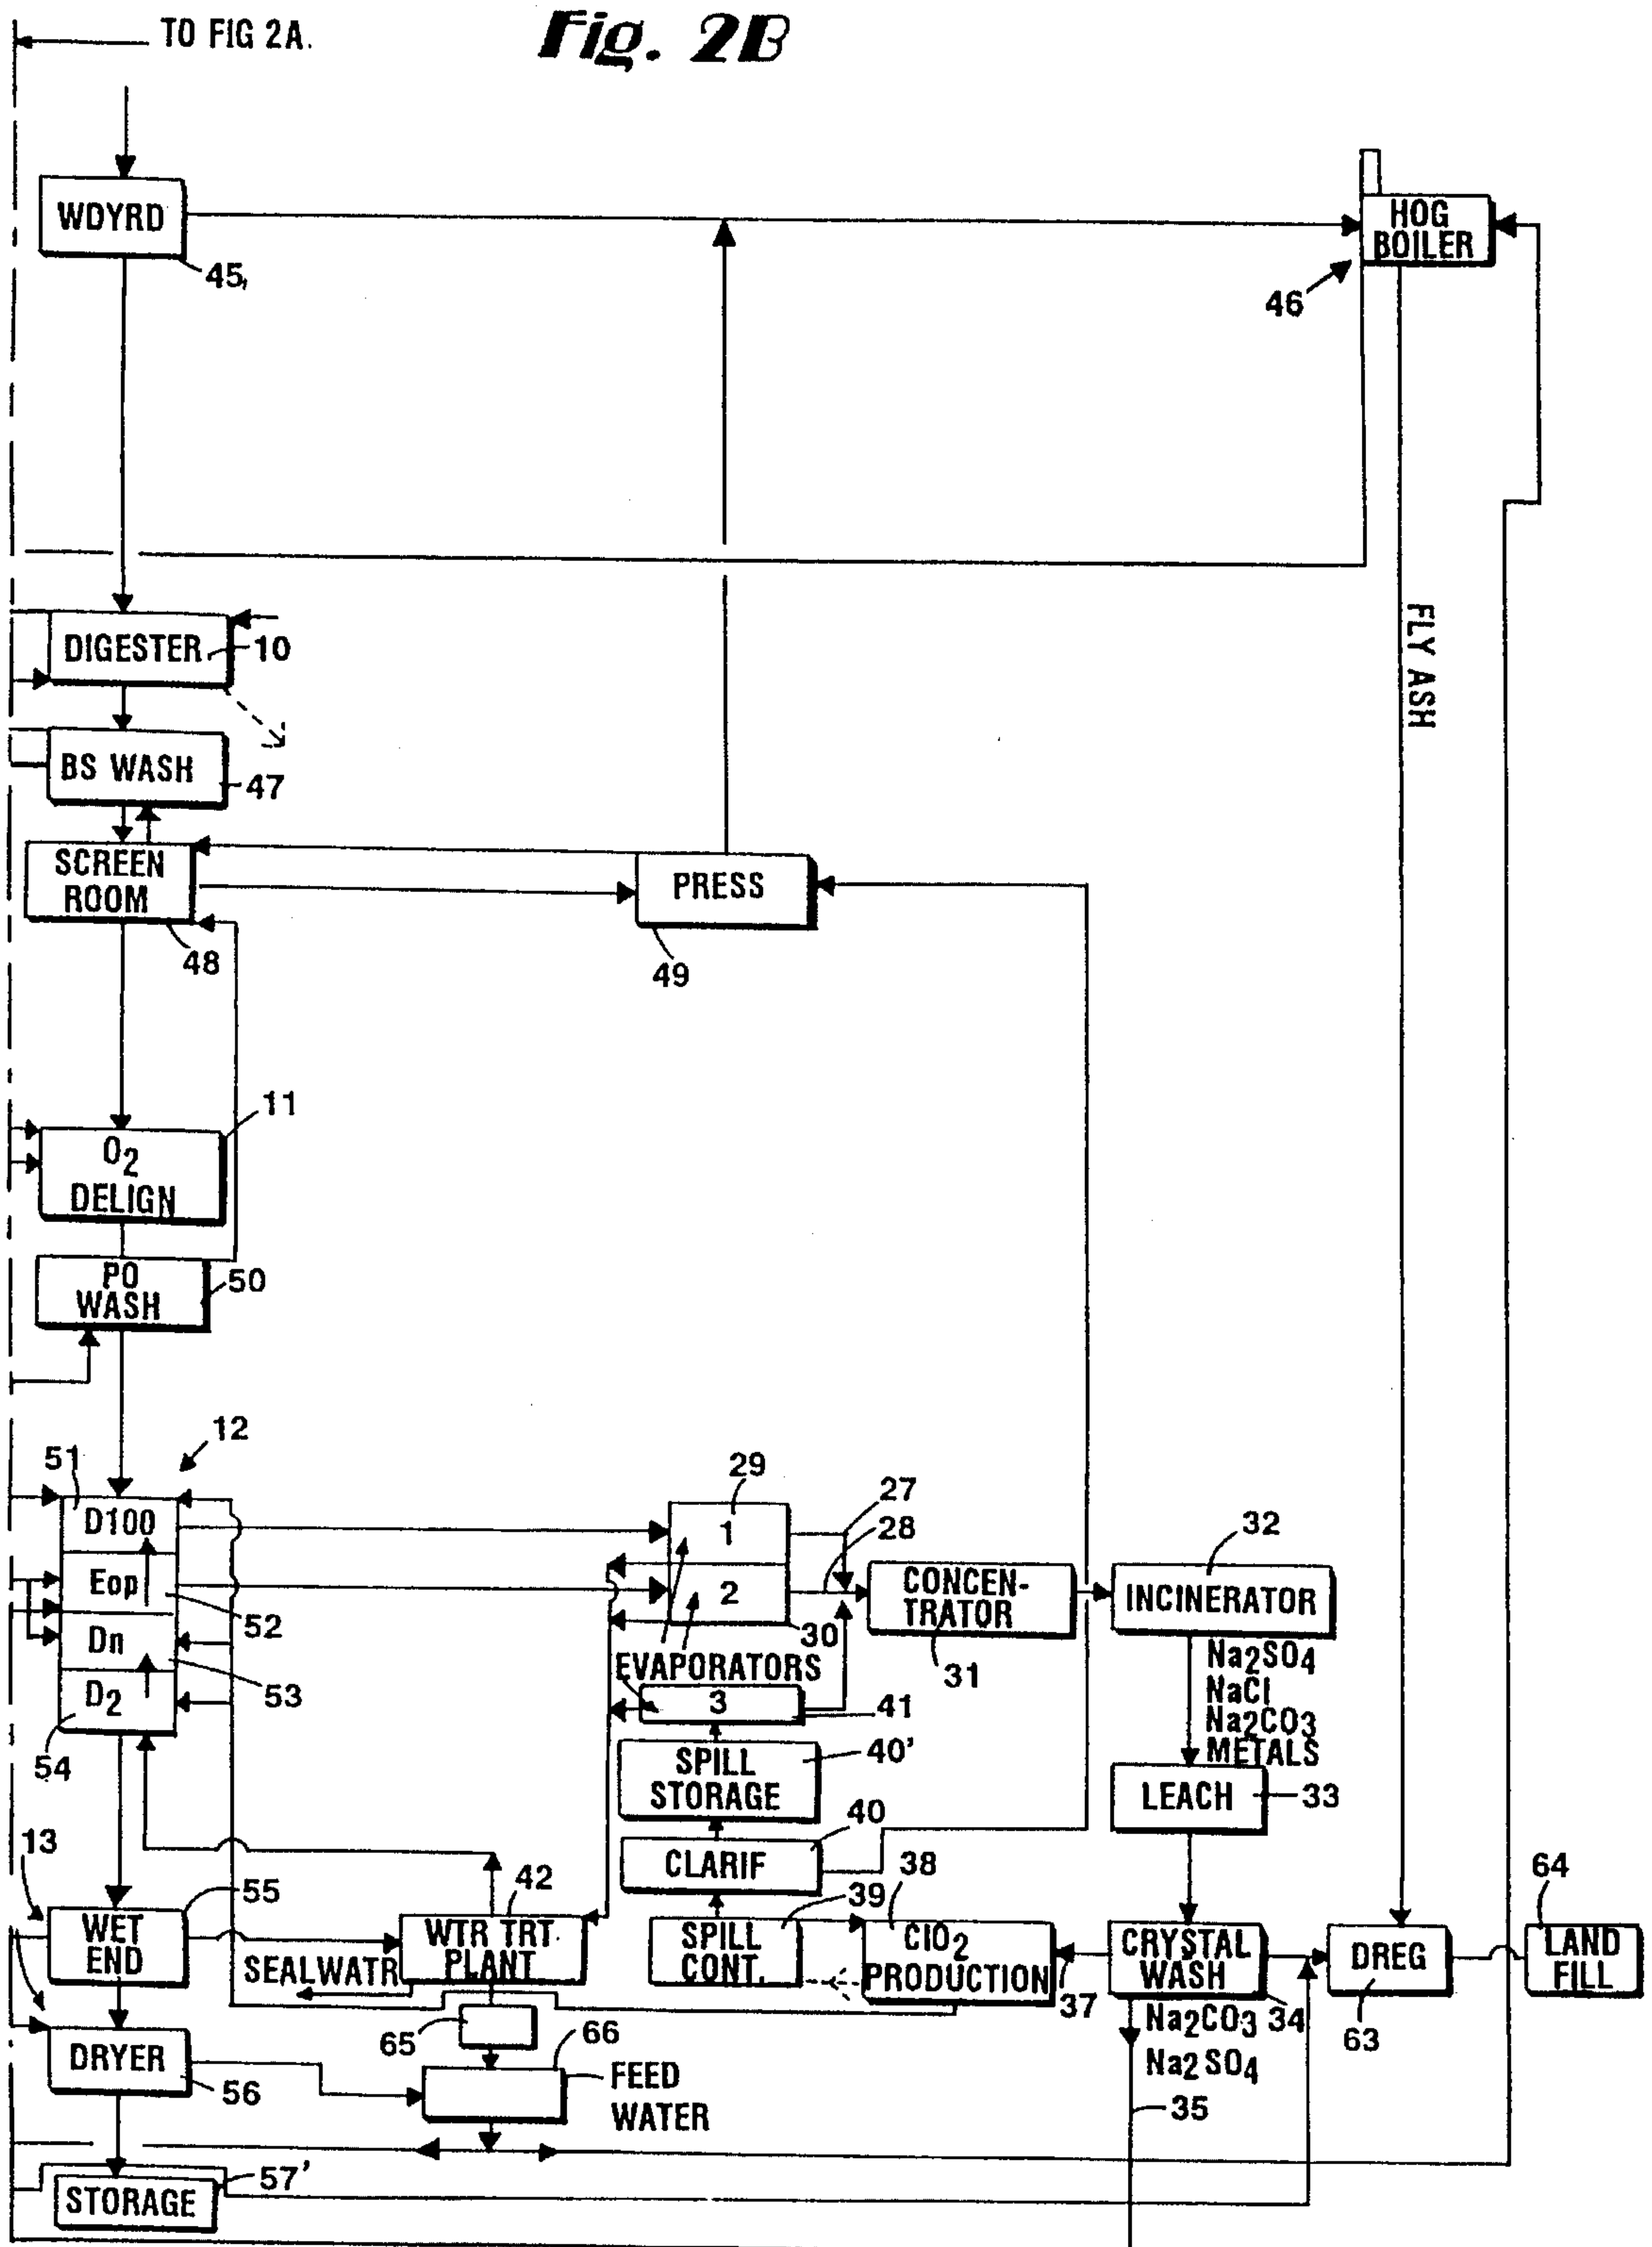 TO FIG 2A.
Fig. 2B
WDYRD
45
HOG
BOILER
46
DIGESTER
10
FLY ASH
BS WASH
47
SCREEN
ROOM
48
PRESS
49
11
O2
DELIGN
PO
WASH
50
12
51
D100
Eop
52
Dn
53
D2
54
29
1
2
27
28
30
EVAPORATORS
3
41
CONCEN-
TRATOR
31
32
INCINERATOR
Na2SO4
NaCl
Na2CO3
METALS
SPILL
STORAGE
40'
LEACH
33
CLARIF
40
13
55
WET
END
42
WTR TRT
PLANT
SEALWATR
39
SPILL
CONT.
38
ClO2
PRODUCTION
37
CRYSTAL
WASH
34
DREG
63
64
LAND
FILL
Na2CO3
Na2SO4
35
65
66
FEED
WATER
DRYER
56
57'
STORAGE